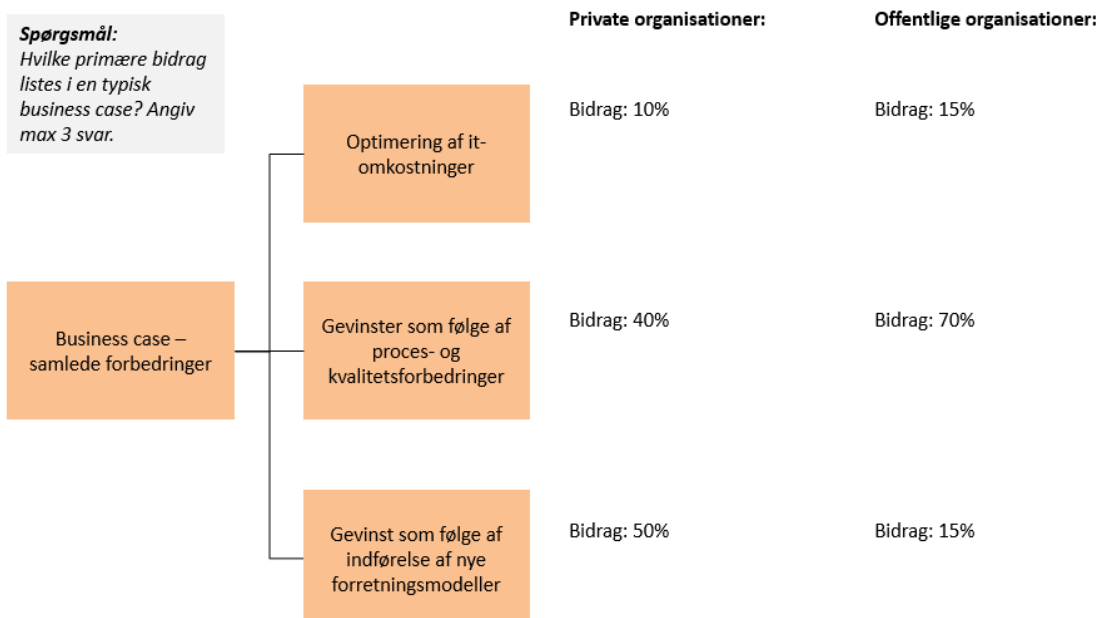 Spørgsmål:
Hvilke primære bidrag
listes i en typisk
business case? Angiv
max 3 svar.
Private organisationer:
Offentlige organisationer:
Optimering af it-
omkostninger
Bidrag: 10%
Bidrag: 15%
Business case –
samlede forbedringer
Gevinster som følge af
proces- og
kvalitetsforbedringer
Bidrag: 40%
Bidrag: 70%
Gevinst som følge af
indførelse af nye
forretningsmodeller
Bidrag: 50%
Bidrag: 15%